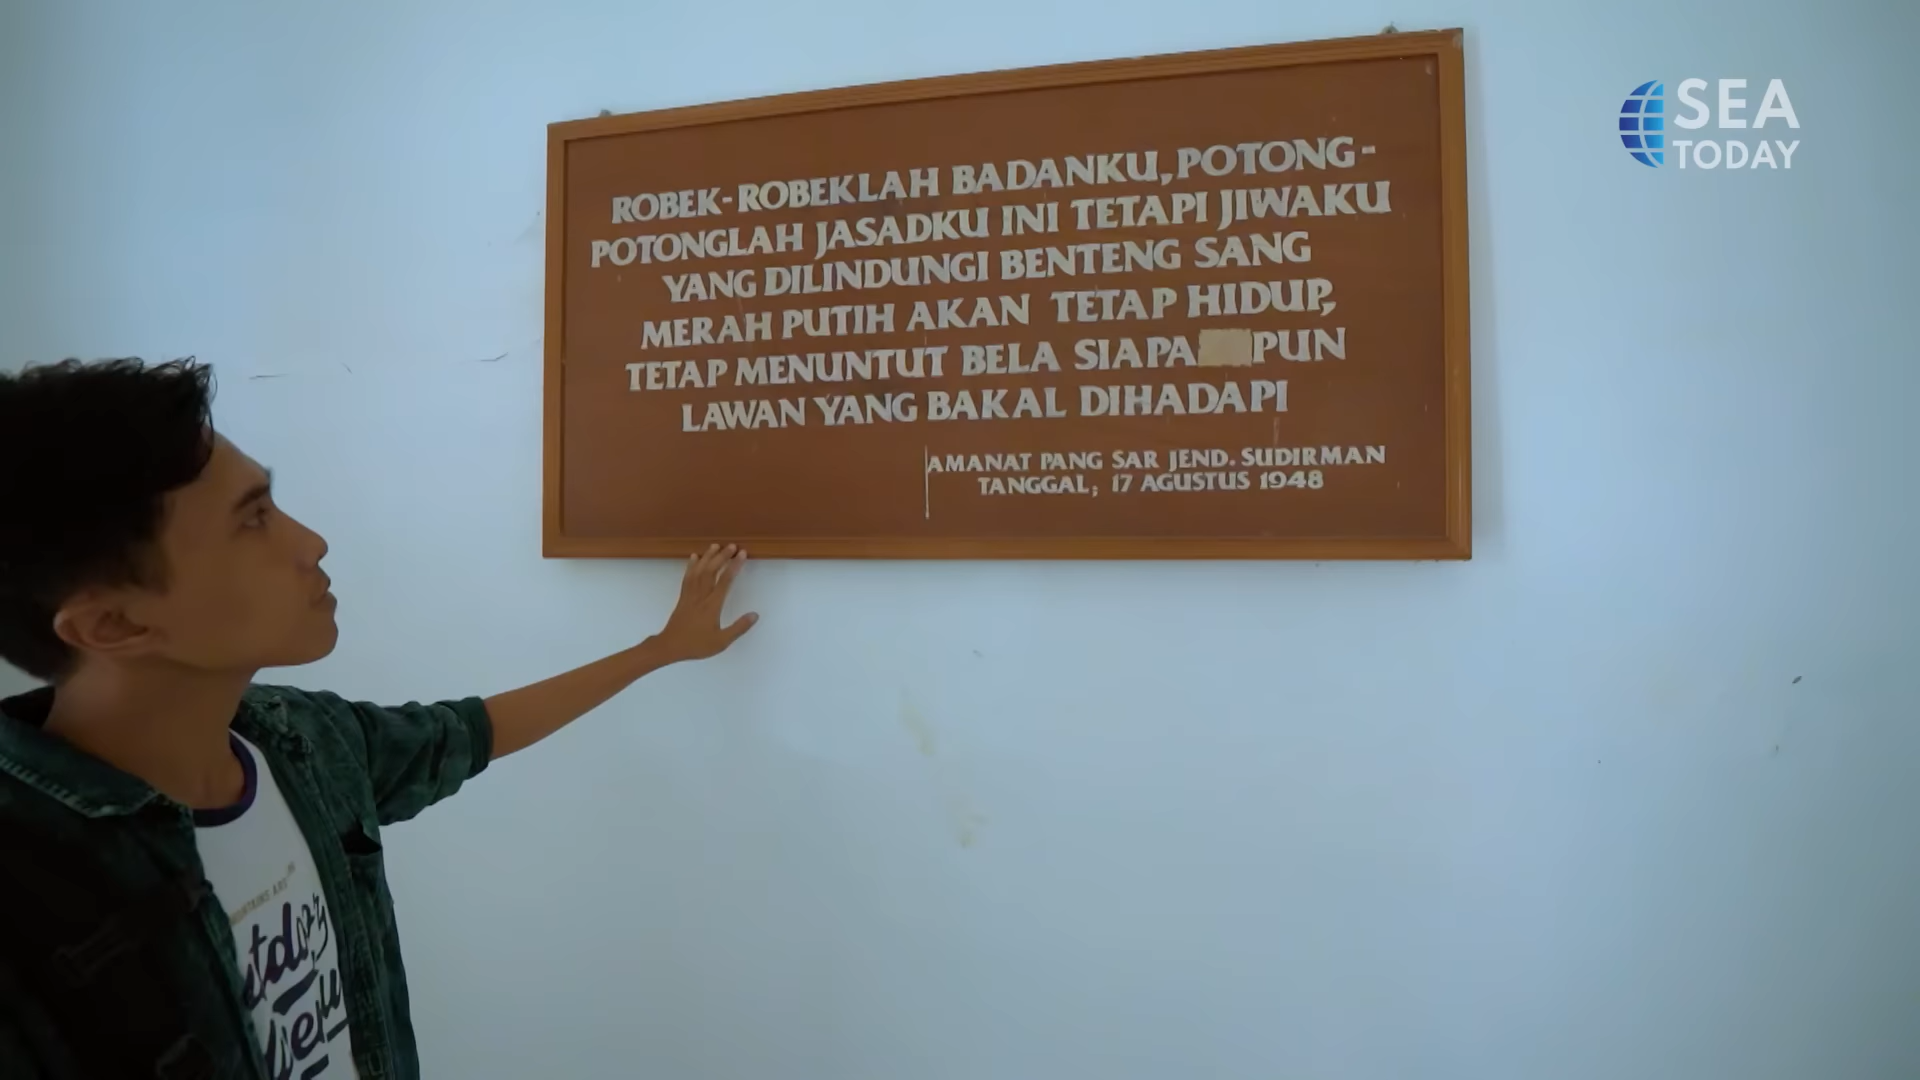 ROBEK-ROBEKLAH BADANKU, POTONG-
POTONGLAH JASADKU INI TETAPI JIWAKU
YANG DILINDUNGI BENTENG SANG
MERAH PUTIH AKAN TETAP HIDUP,
TETAP MENUNTUT BELA SIAPA PUN
LAWAN YANG BAKAL DIHADAPI
AMANAT PANG SAR JEND. SUDIRMAN
TANGGAL; 17 AGUSTUS 1948
SEA
TODAY